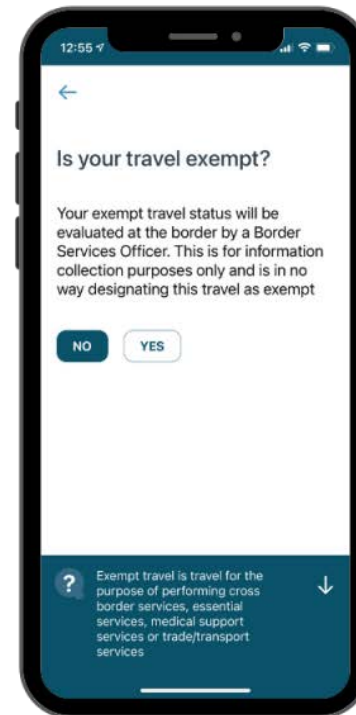 12:55
Is your travel exempt?
Your exempt travel status will be
evaluated at the border by a Border
Services Officer. This is for information
collection purposes only and is in no
way designating this travel as exempt
NO YES
? Exempt travel is travel for the
purpose of performing cross
border services, essential
services, medical support
services or trade/transport
services